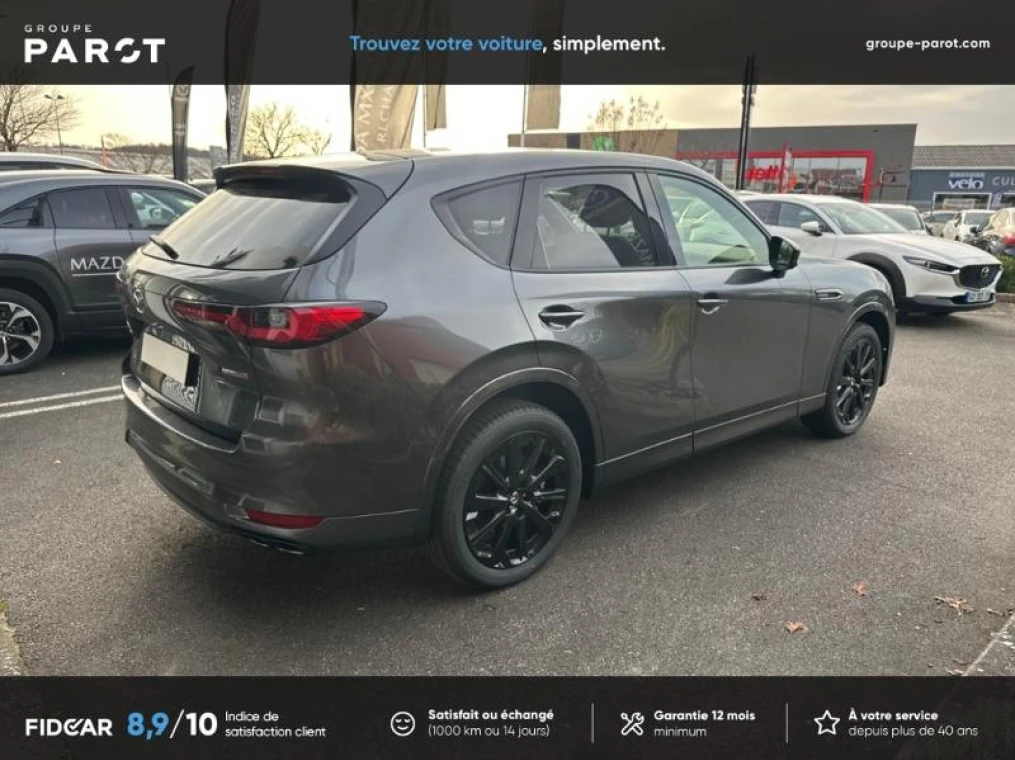 GROUPE
PAROT
Trouvez votre voiture, simplement.
groupe-parot.com
velo
MAZD
FIDCAR 8,9/10 Indice de
satisfaction client
Satisfait ou échangé
(1000 km ou 14 jours)
Garantie 12 mois
minimum
À votre service
depuis plus de 40 ans